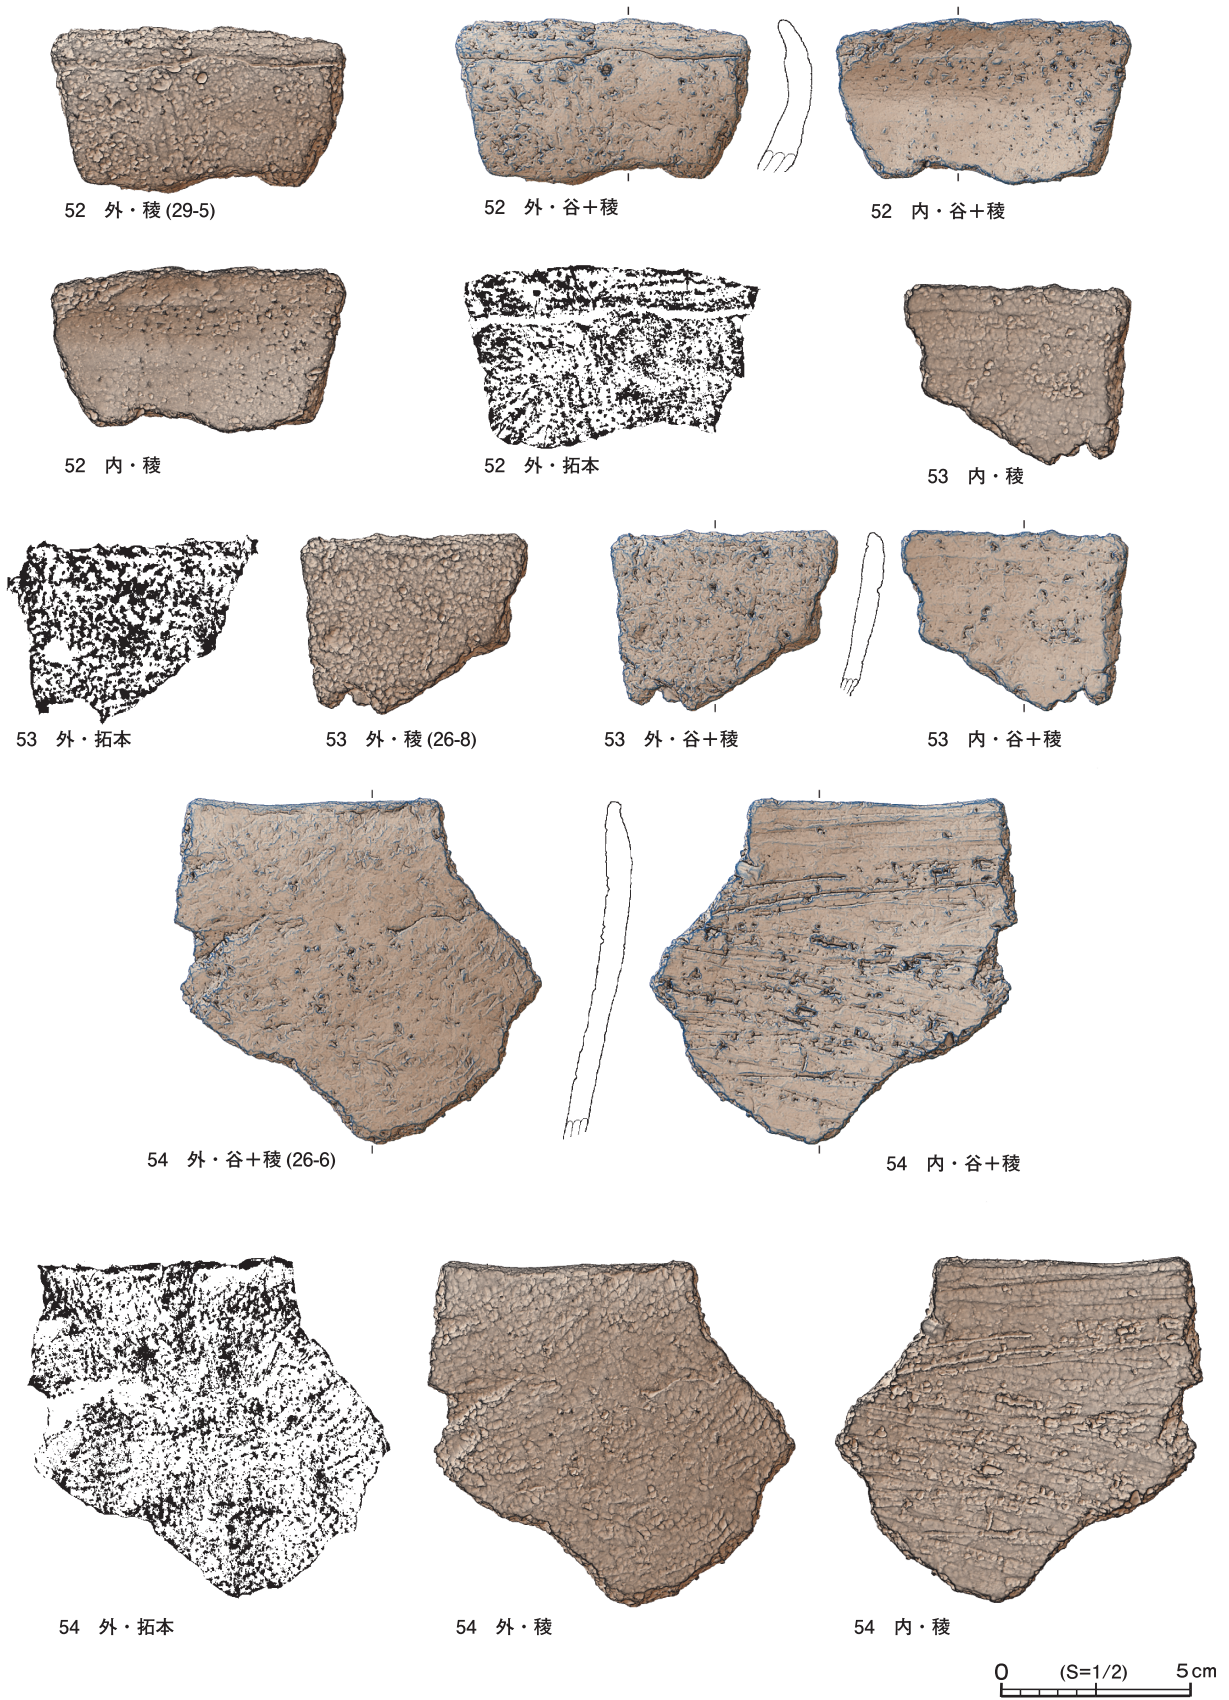 52　外・稜 (29-5)
52　外・谷＋稜
52　内・谷＋稜
52　内・稜
52　外・拓本
53　内・稜
53　外・拓本
53　外・稜 (26-8)
53　外・谷＋稜
53　内・谷＋稜
54　外・谷＋稜 (26-6)
54　内・谷＋稜
54　外・拓本
54　外・稜
54　内・稜
0　(S=1/2)　5 cm